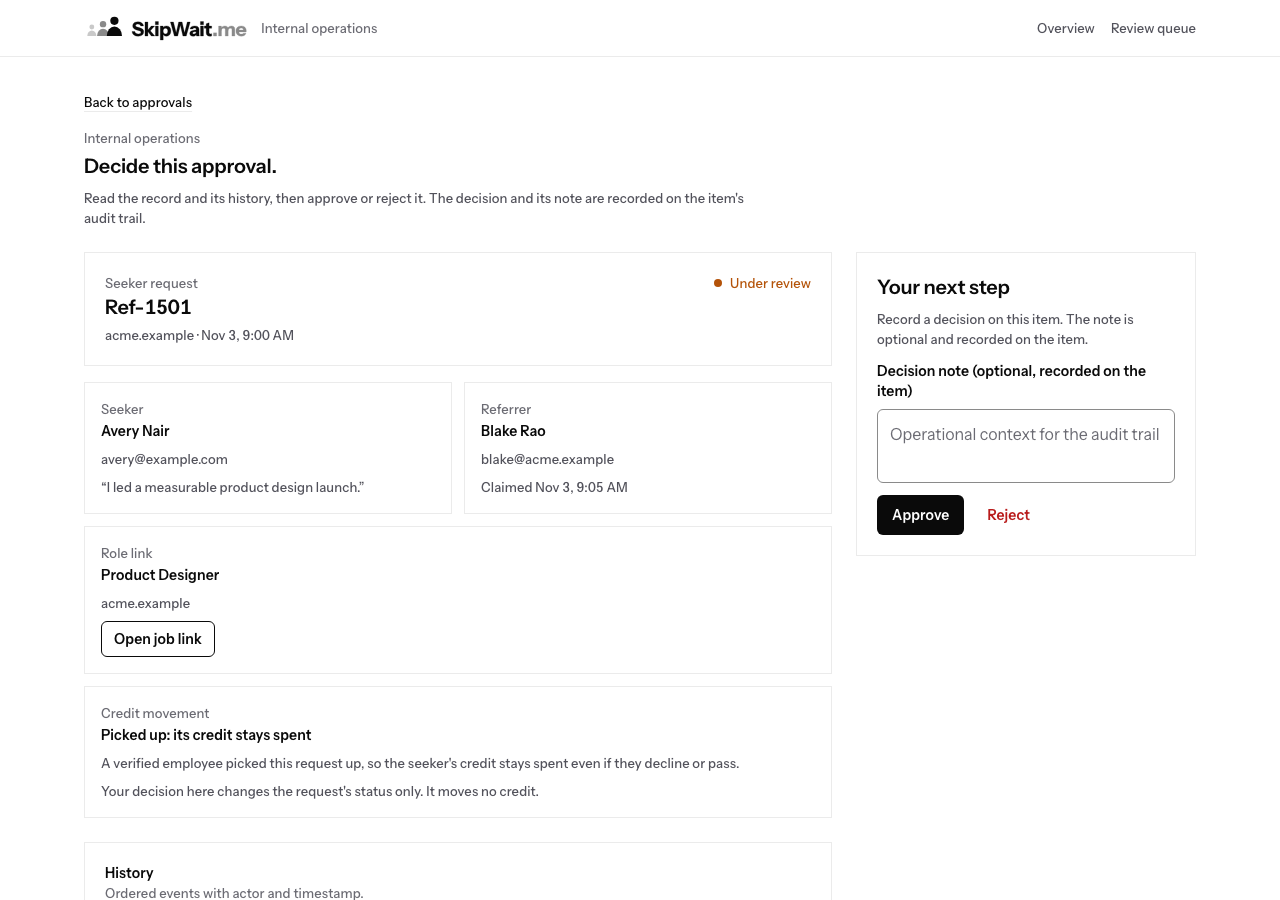 SkipWait.me
Internal operations
Overview
Review queue
Back to approvals
Internal operations
Decide this approval.
Read the record and its history, then approve or reject it. The decision and its note are recorded on the item's
audit trail.
Seeker request
Under review
Ref-1501
acme.example · Nov 3, 9:00 AM
Seeker
Avery Nair
avery@example.com
“I led a measurable product design launch.”
Referrer
Blake Rao
blake@acme.example
Claimed Nov 3, 9:05 AM
Role link
Product Designer
acme.example
Open job link
Credit movement
Picked up: its credit stays spent
A verified employee picked this request up, so the seeker's credit stays spent even if they decline or pass.
Your decision here changes the request's status only. It moves no credit.
History
Ordered events with actor and timestamp.
Your next step
Record a decision on this item. The note is
optional and recorded on the item.
Decision note (optional, recorded on the
item)
Operational context for the audit trail
Approve
Reject